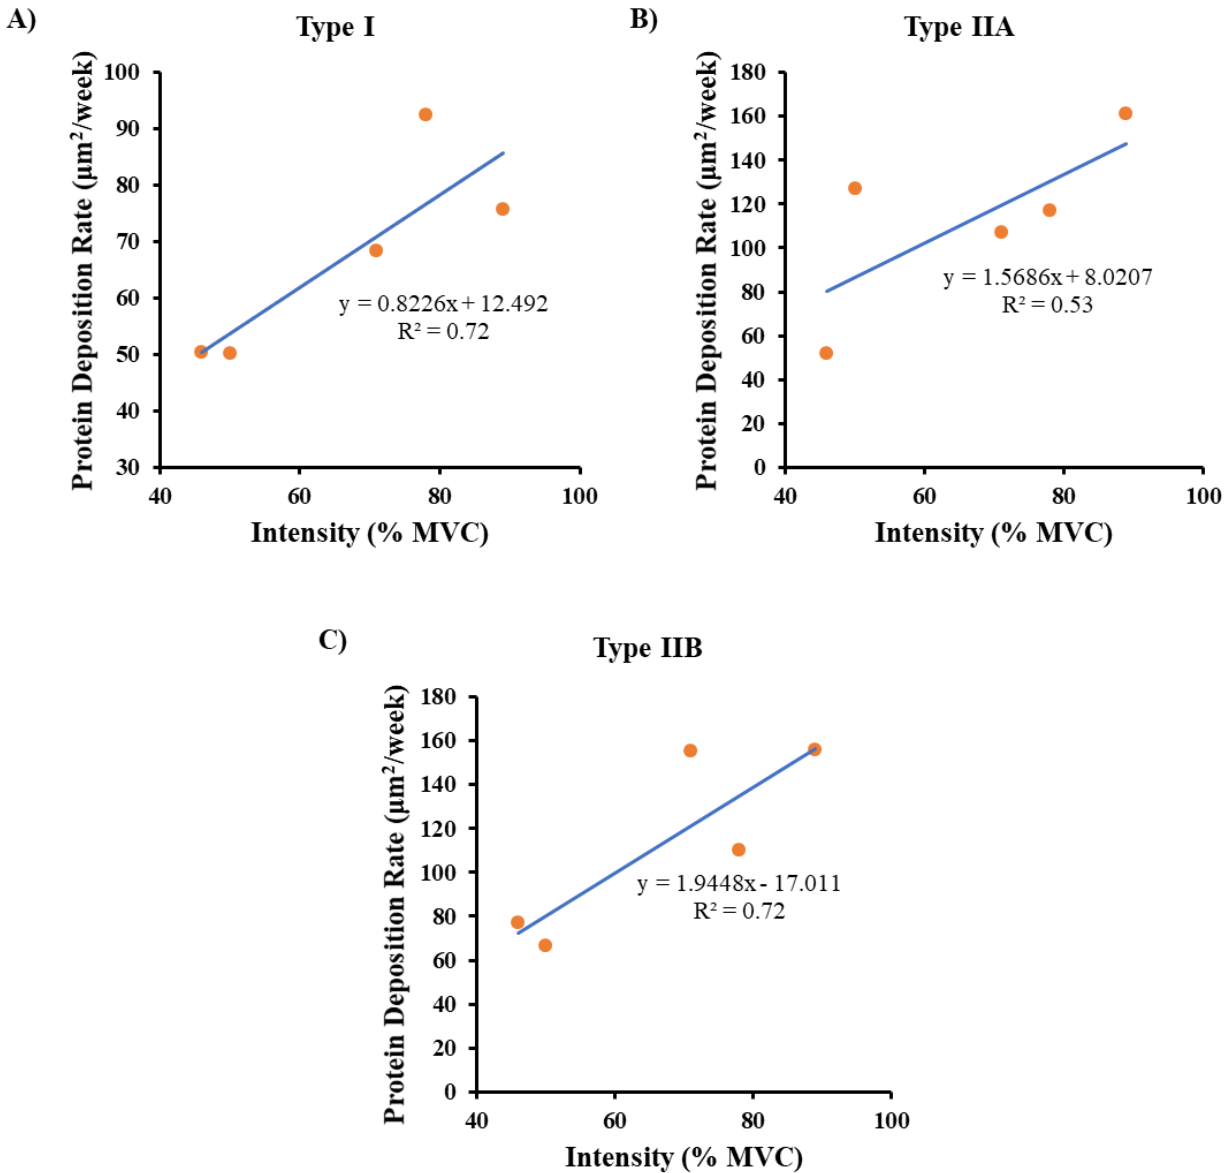 A)
Type I
Protein Deposition Rate (µm²/week)
100
90
80
70
60
50
40
30
y = 0.8226x + 12.492
R² = 0.72
40 60 80 100
Intensity (% MVC)
B)
Type IIA
Protein Deposition Rate (µm²/week)
180
160
140
120
100
80
60
40
20
0
y = 1.5686x + 8.0207
R² = 0.53
40 60 80 100
Intensity (% MVC)
C)
Type IIB
Protein Deposition Rate (µm²/week)
180
160
140
120
100
80
60
40
20
0
y = 1.9448x - 17.011
R² = 0.72
40 60 80 100
Intensity (% MVC)